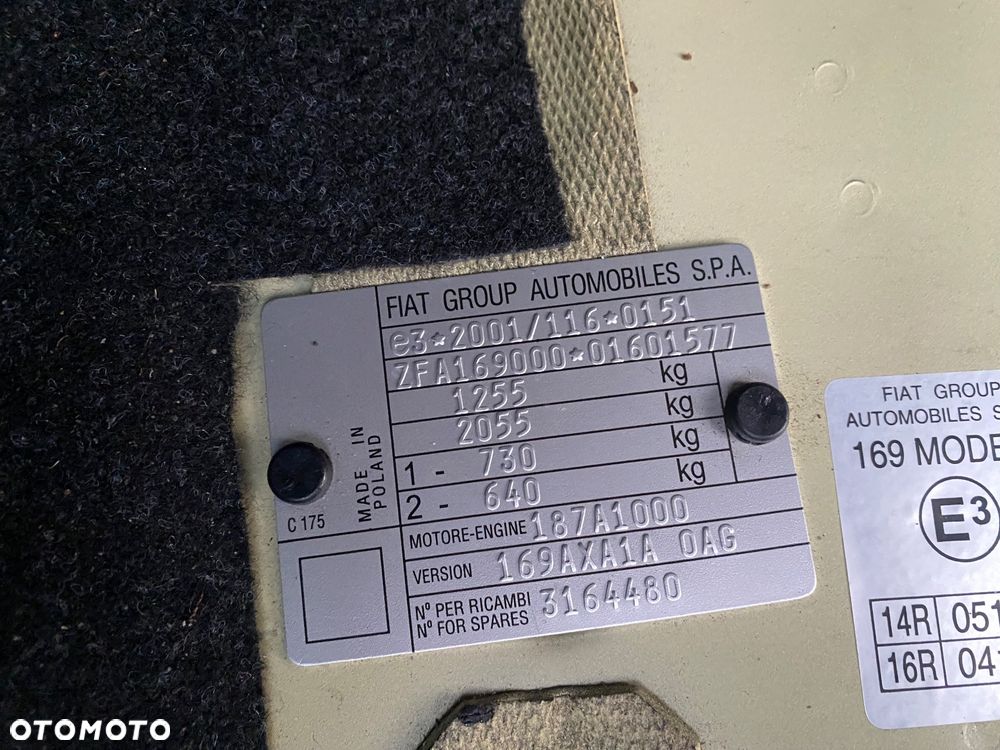 FIAT GROUP AUTOMOBILES S.P.A.
e3*2001/116*0151
ZFA169000*01601577
1255 kg
2055 kg
1 - 730 kg
2 - 640 kg
MADE IN POLAND
C 175
MOTORE-ENGINE 187A1000
VERSION 169AXA1A 0AG
Nº PER RICAMBI
Nº FOR SPARES 3164480
FIAT GROUP
AUTOMOBILES S
169 MODE
E3
14R 051
16R 041
OTOMOTO